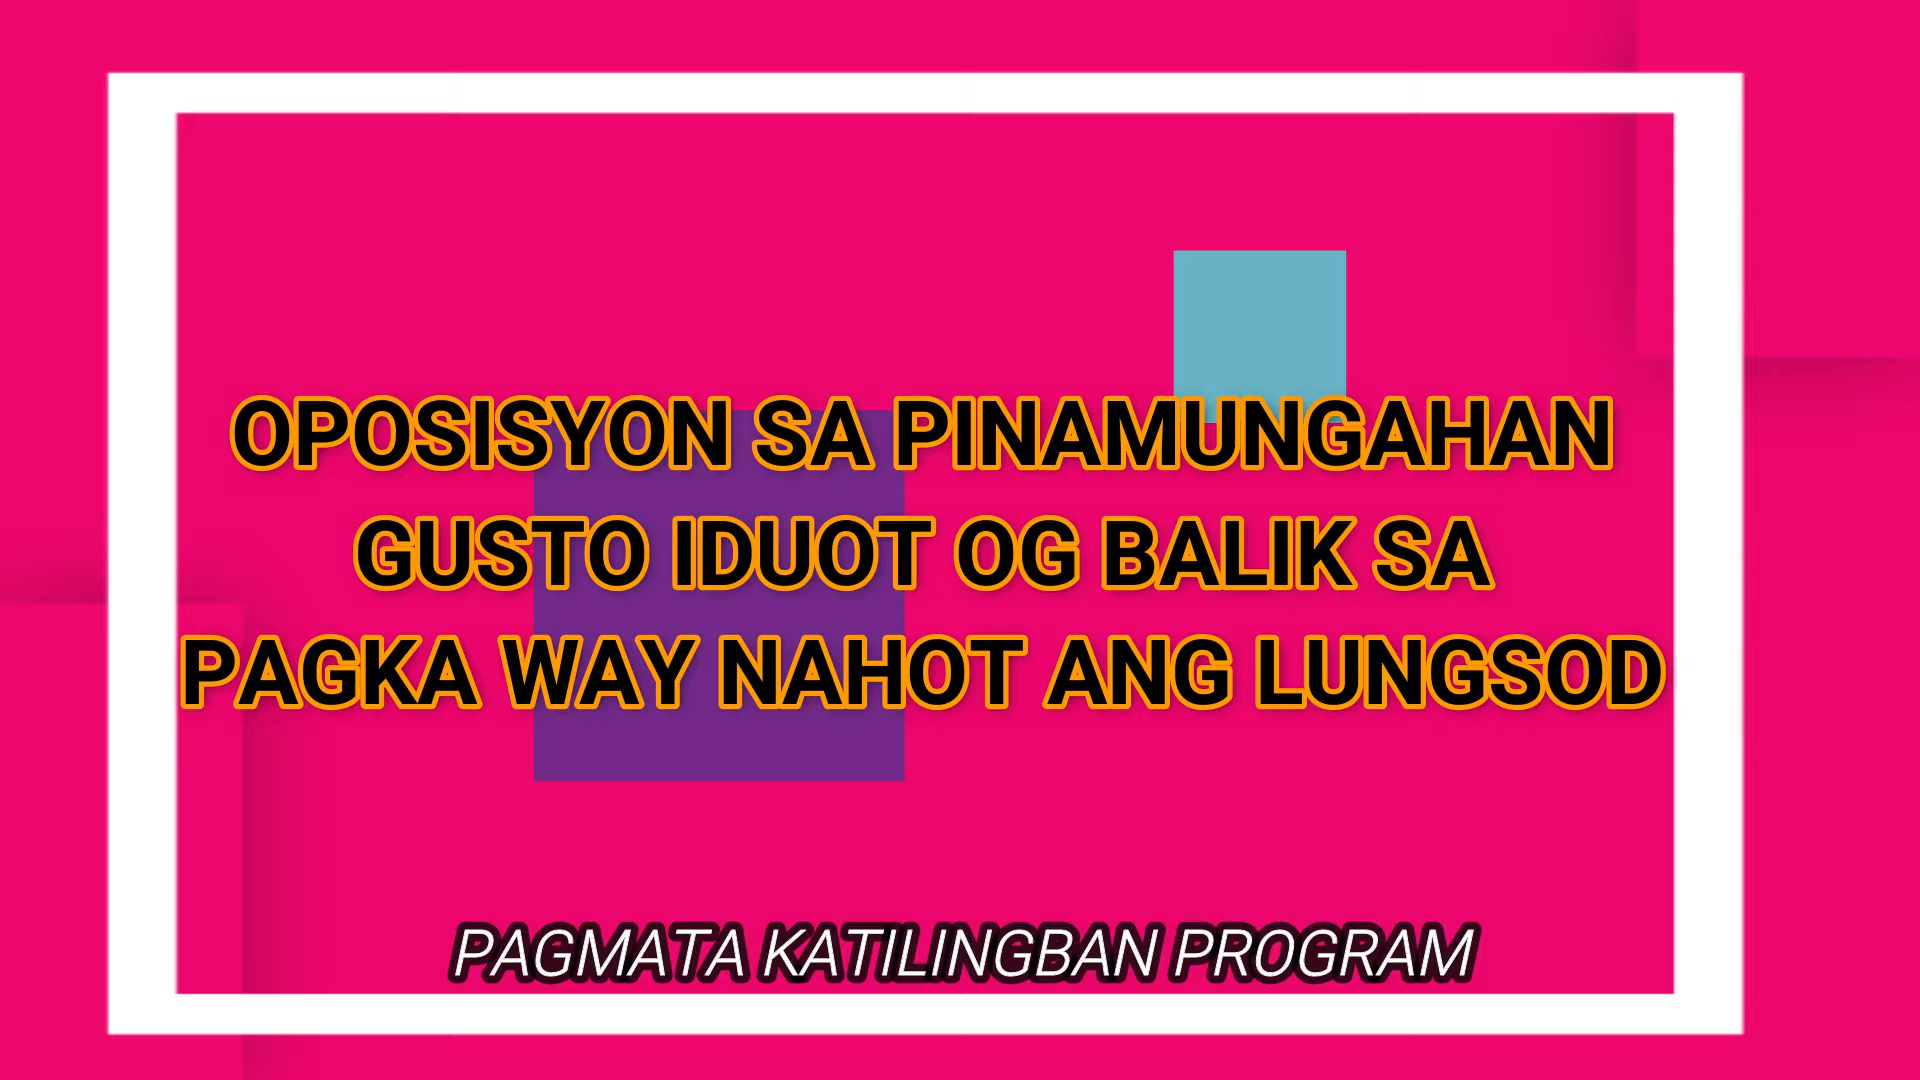 OPOSISYON SA PINAMUNGAHAN
GUSTO IDUOT OG BALIK SA
PAGKA WAY NAHOT ANG LUNGSOD
PAGMATA KATILINGBAN PROGRAM